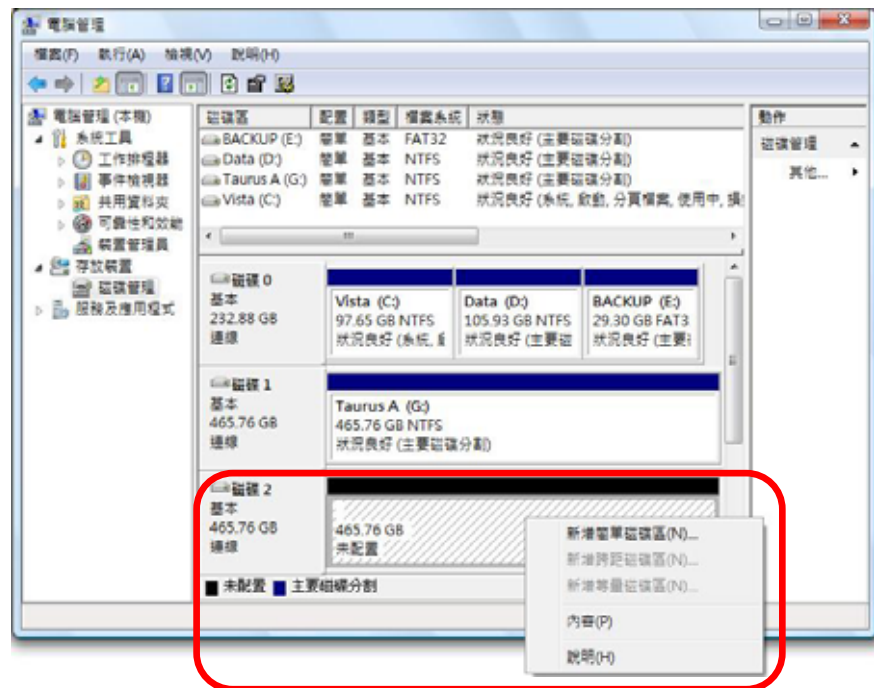 電腦管理
檔案(F) 執行(A) 檢視(V) 說明(H)
電腦管理 (本機)
系統工具
工作排程器
事件檢視器
共用資料夾
可靠性和效能
裝置管理員
存放裝置
磁碟管理
服務及應用程式
磁碟區 配置 類型 檔案系統 狀態
BACKUP (E:) 簡單 基本 FAT32 狀況良好 (主要磁碟分割)
Data (D:) 簡單 基本 NTFS 狀況良好 (主要磁碟分割)
Taurus A (G:) 簡單 基本 NTFS 狀況良好 (主要磁碟分割)
Vista (C:) 簡單 基本 NTFS 狀況良好 (系統, 啟動, 分頁檔案, 使用中, 損
動作
磁碟管理
其他...
磁碟 0
基本
232.88 GB
連線
Vista (C:)
97.65 GB NTFS
狀況良好 (系統,
Data (D:)
105.93 GB NTFS
狀況良好 (主要磁
BACKUP (E:)
29.30 GB FAT3
狀況良好 (主要
磁碟 1
基本
465.76 GB
連線
Taurus A (G:)
465.76 GB NTFS
狀況良好 (主要磁碟分割)
磁碟 2
基本
465.76 GB
連線
465.76 GB
未配置
新增簡單磁碟區(N)...
新增跨距磁碟區(N)...
新增等量磁碟區(N)...
內容(P)
說明(H)
未配置 主要磁碟分割